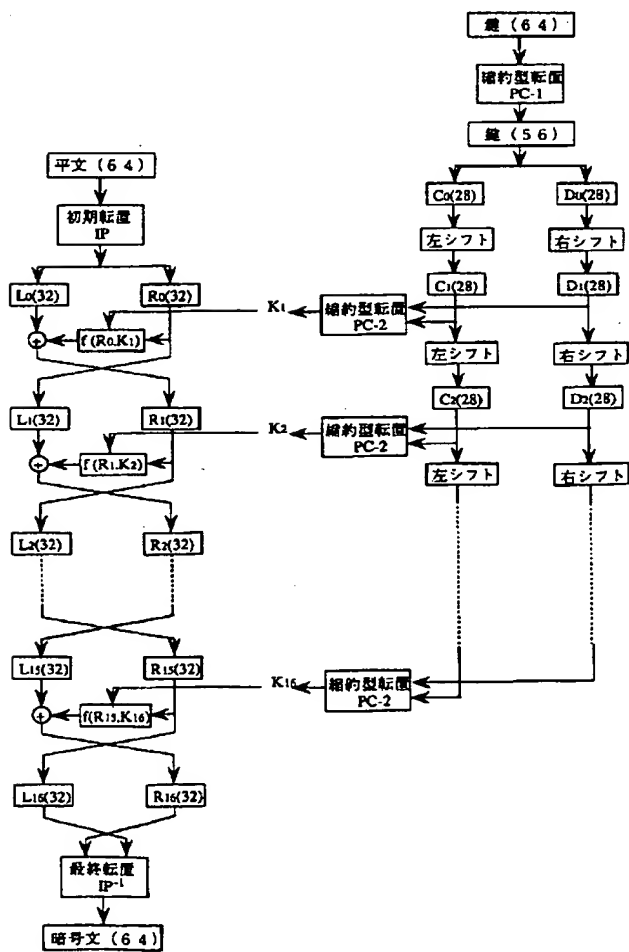 鍵 (64)
縮約型転置
PC-1
鍵 (56)
平文 (64)
初期転置
IP
C0(28)
D0(28)
左シフト
右シフト
L0(32)
R0(32)
C1(28)
D1(28)
f(R0,K1)
K1
縮約型転置
PC-2
+
左シフト
右シフト
L1(32)
R1(32)
C2(28)
D2(28)
f(R1,K2)
K2
縮約型転置
PC-2
+
左シフト
右シフト
L2(32)
R2(32)
L15(32)
R15(32)
f(R15,K16)
K16
縮約型転置
PC-2
+
L16(32)
R16(32)
最終転置
IP-1
暗号文 (64)